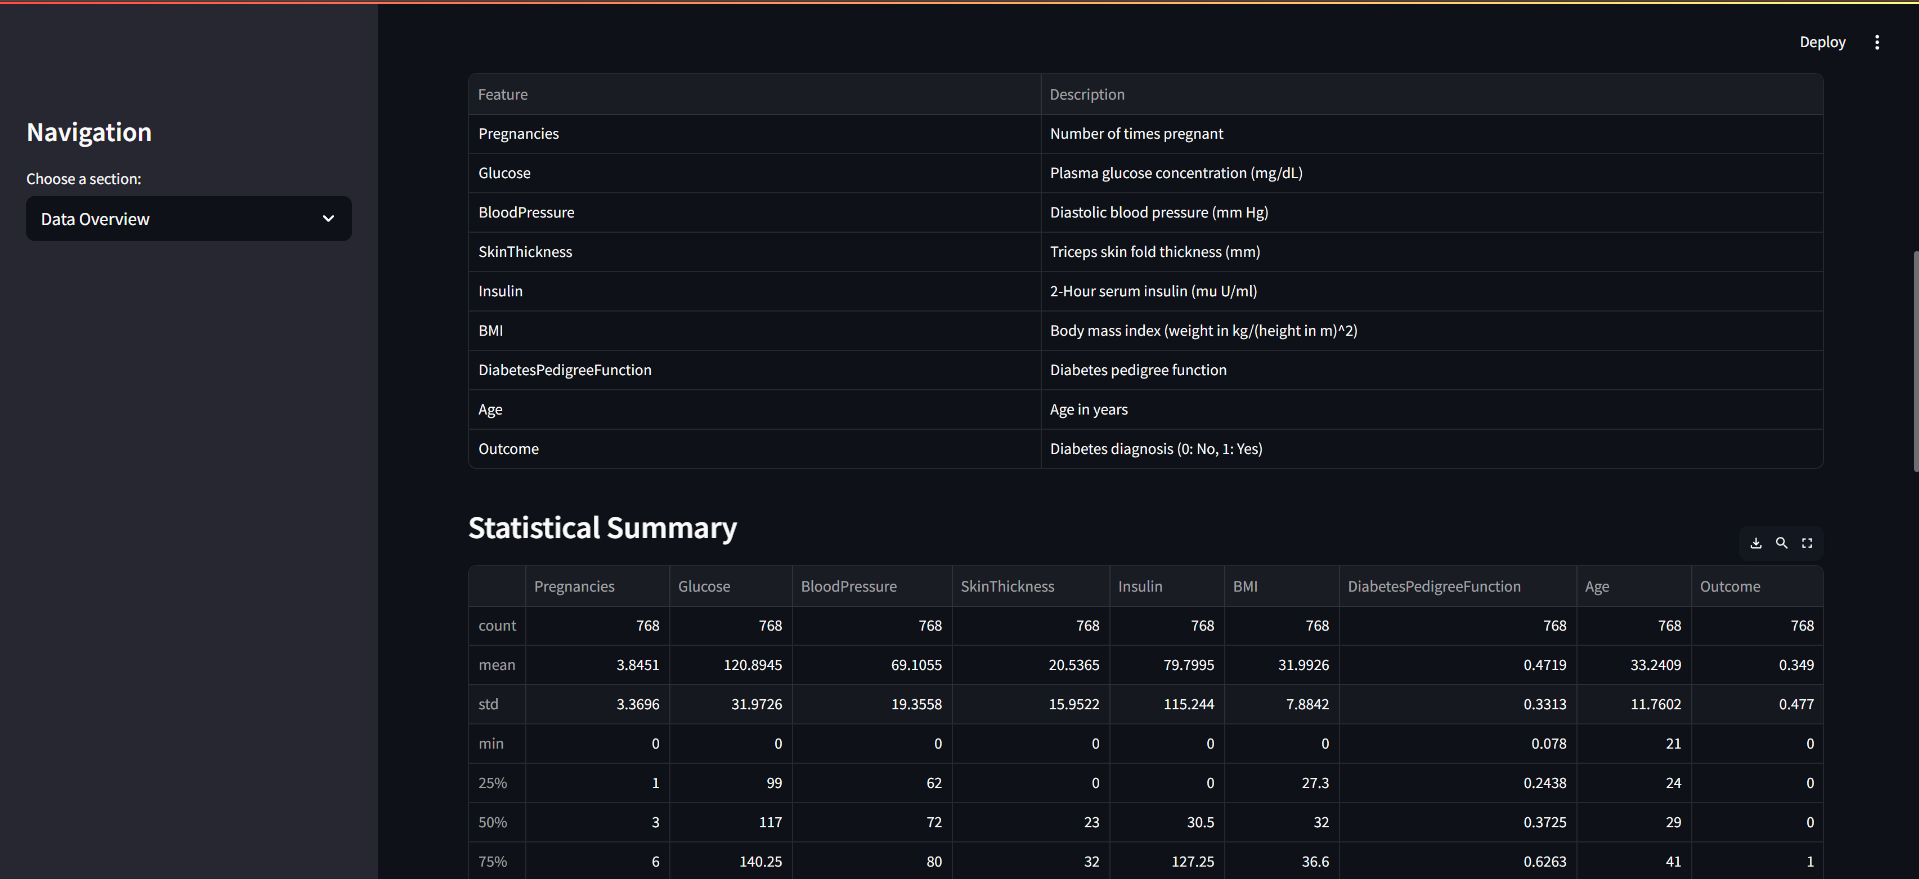 Deploy
Navigation
Choose a section:
Data Overview
Feature Description
Pregnancies Number of times pregnant
Glucose Plasma glucose concentration (mg/dL)
BloodPressure Diastolic blood pressure (mm Hg)
SkinThickness Triceps skin fold thickness (mm)
Insulin 2-Hour serum insulin (mu U/ml)
BMI Body mass index (weight in kg/(height in m)^2)
DiabetesPedigreeFunction Diabetes pedigree function
Age Age in years
Outcome Diabetes diagnosis (0: No, 1: Yes)
Statistical Summary
Pregnancies Glucose BloodPressure SkinThickness Insulin BMI DiabetesPedigreeFunction Age Outcome
count 768 768 768 768 768 768 768 768 768
mean 3.8451 120.8945 69.1055 20.5365 79.7995 31.9926 0.4719 33.2409 0.349
std 3.3696 31.9726 19.3558 15.9522 115.244 7.8842 0.3313 11.7602 0.477
min 0 0 0 0 0 0 0.078 21 0
25% 1 99 62 0 0 27.3 0.2438 24 0
50% 3 117 72 23 30.5 32 0.3725 29 0
75% 6 140.25 80 32 127.25 36.6 0.6263 41 1